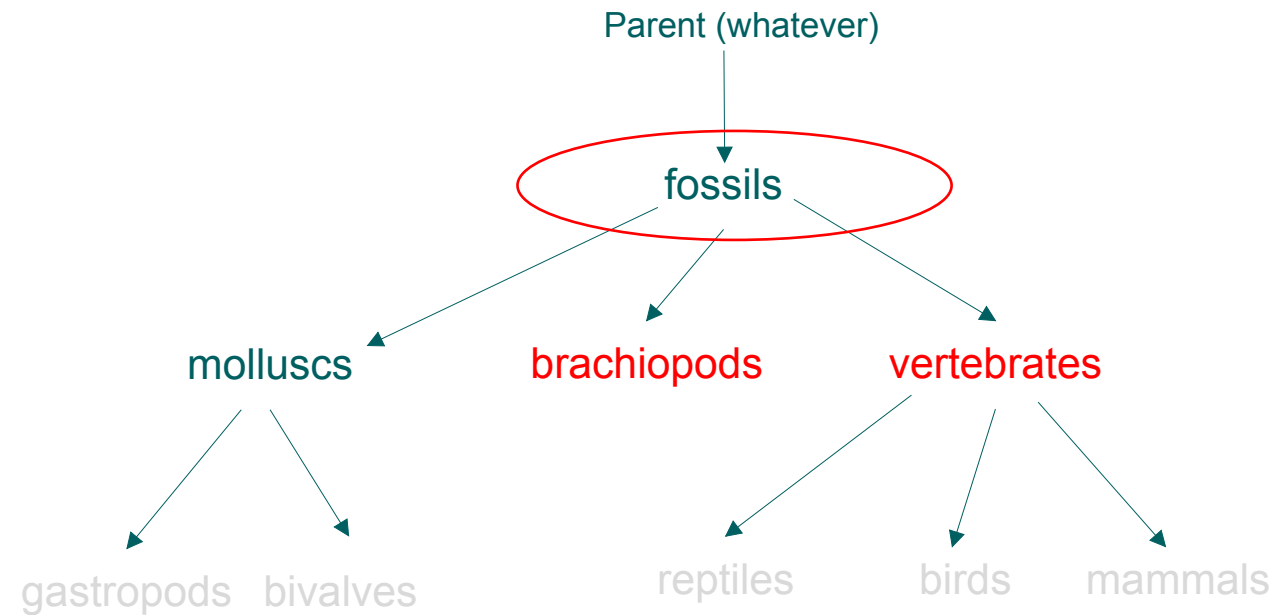 Parent (whatever)
fossils
molluscs
brachiopods
vertebrates
gastropods
bivalves
reptiles
birds
mammals